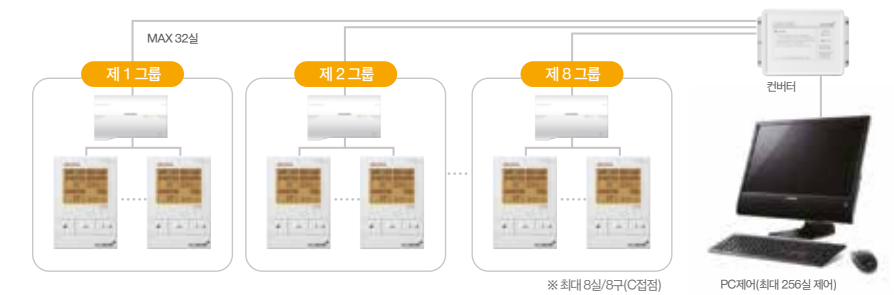 MAX 32실
제 1 그룹
제 2 그룹
제 8 그룹
컨버터
※ 최대 8실/8구(C접점)
PC제어(최대 256실 제어)